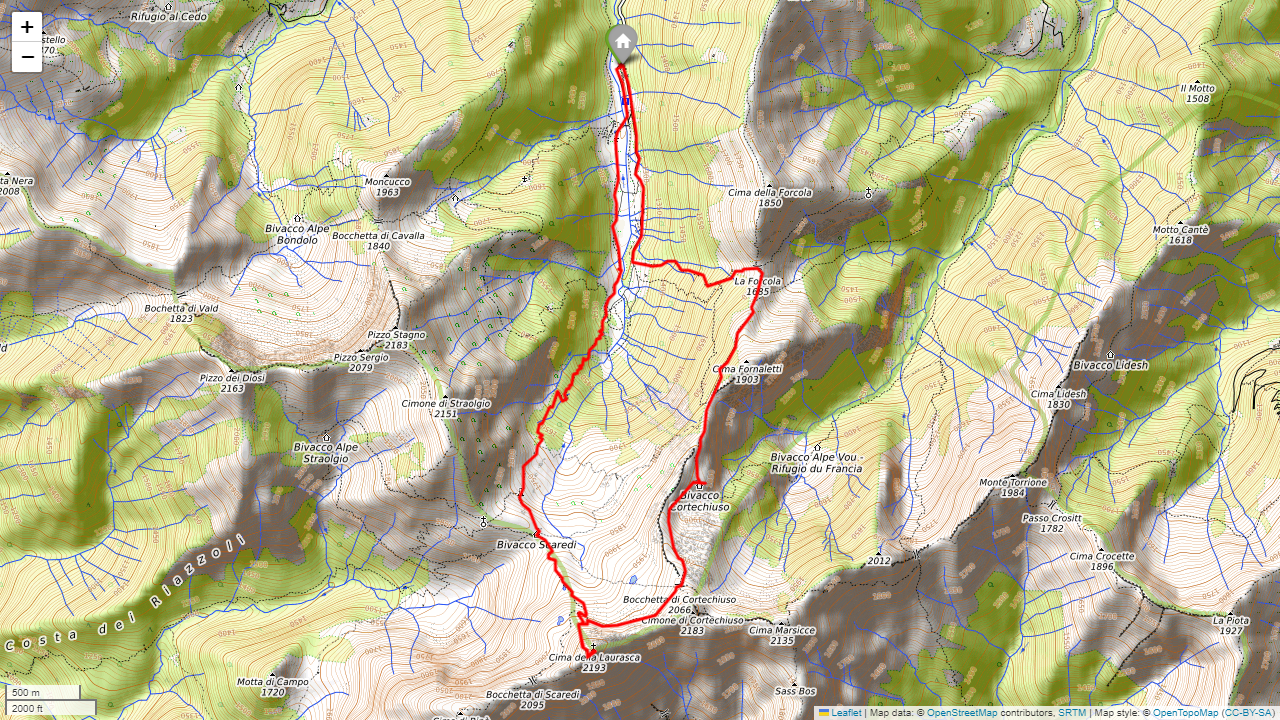 +
−
Rifugio al Cedo
Il Motto
1508
Moncucco
1963
Cima della Forcola
1850
2008
Bivacco Alpe
Bondolo
Bocchetta di Cavalla
1840
Motto Cantè
1618
La Forcola
1685
Bochetta di Vald
1823
Pizzo Stagno
2183
Pizzo Sergio
2079
Pizzo dei Diosi
2163
Cima Fornaletti
1903
Bivacco Lidesh
Cimone di Straolgio
2151
Cima Lidesh
1830
Bivacco Alpe
Straolgio
Bivacco Alpe Vou -
Rifugio du Francia
Monte Torrione
1984
Bivacco
Cortechiuso
Passo Crositt
1782
Bivacco Scaredi
Costa dei Rlazzoli
2012
Cima Crocette
1896
Bocchetta di Cortechiuso
2066
Cimone di Cortechiuso
2183
Cima Marsicce
2135
La Piota
1927
Cima della Laurasca
2193
Motta di Campo
1720
Bocchetta di Scaredi
2095
Sass Bos
500 m
2000 ft
Leaflet | Map data: © OpenStreetMap contributors, SRTM | Map style: © OpenTopoMap (CC-BY-SA)